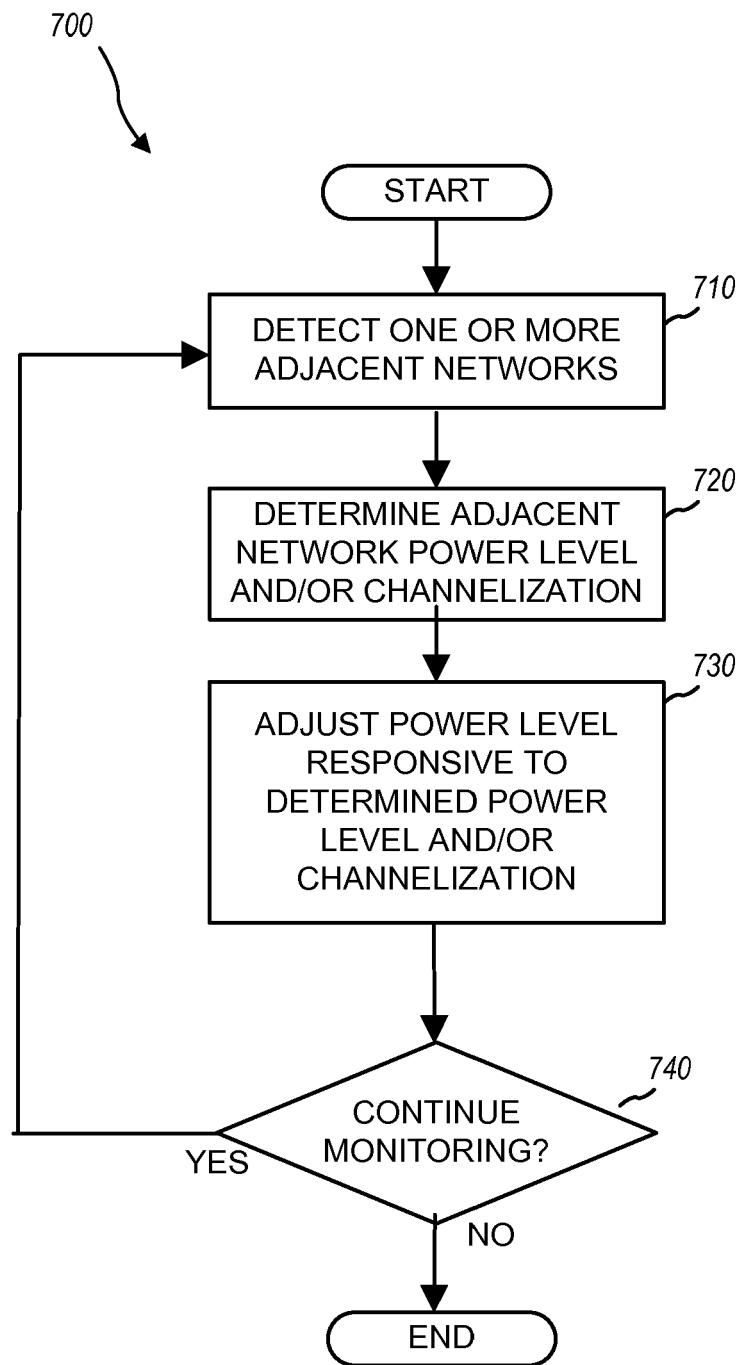 700
START
710
DETECT ONE OR MORE
ADJACENT NETWORKS
720
DETERMINE ADJACENT
NETWORK POWER LEVEL
AND/OR CHANNELIZATION
730
ADJUST POWER LEVEL
RESPONSIVE TO
DETERMINED POWER
LEVEL AND/OR
CHANNELIZATION
740
CONTINUE
MONITORING?
YES
NO
END